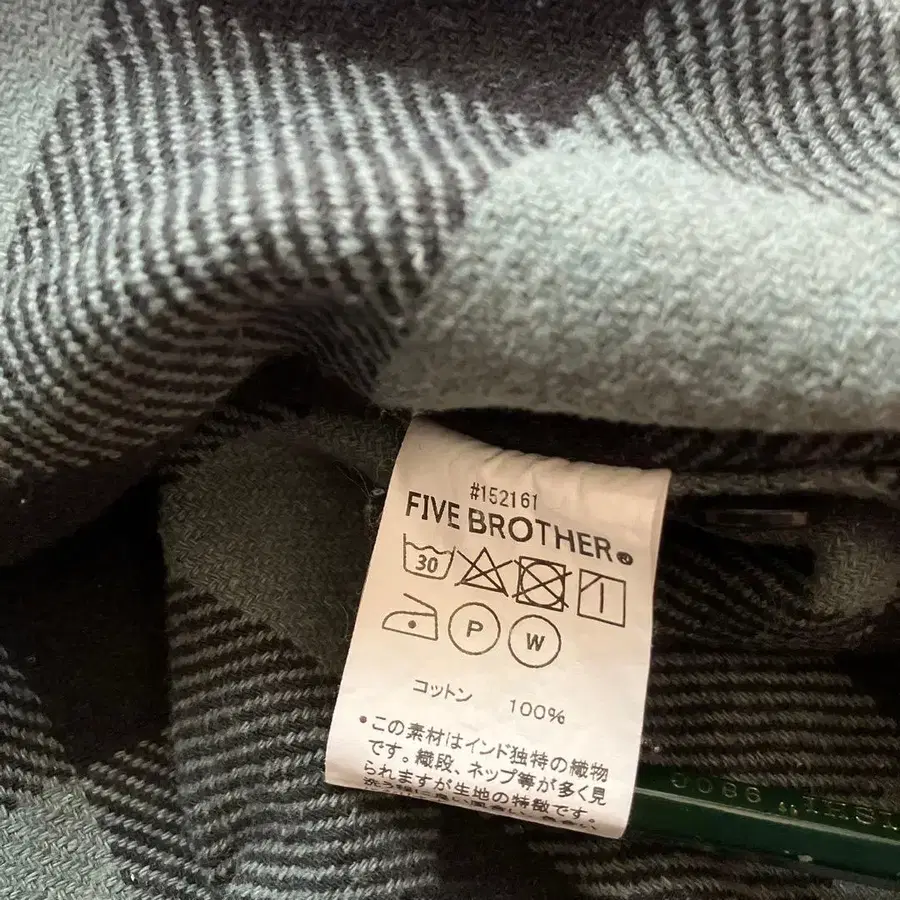 #152161
FIVE BROTHER®
30
P W
コットン 100%
•この素材はインド独特の織物
です。織段、ネップ等が多く見
られますが生地の特徴です。
9800